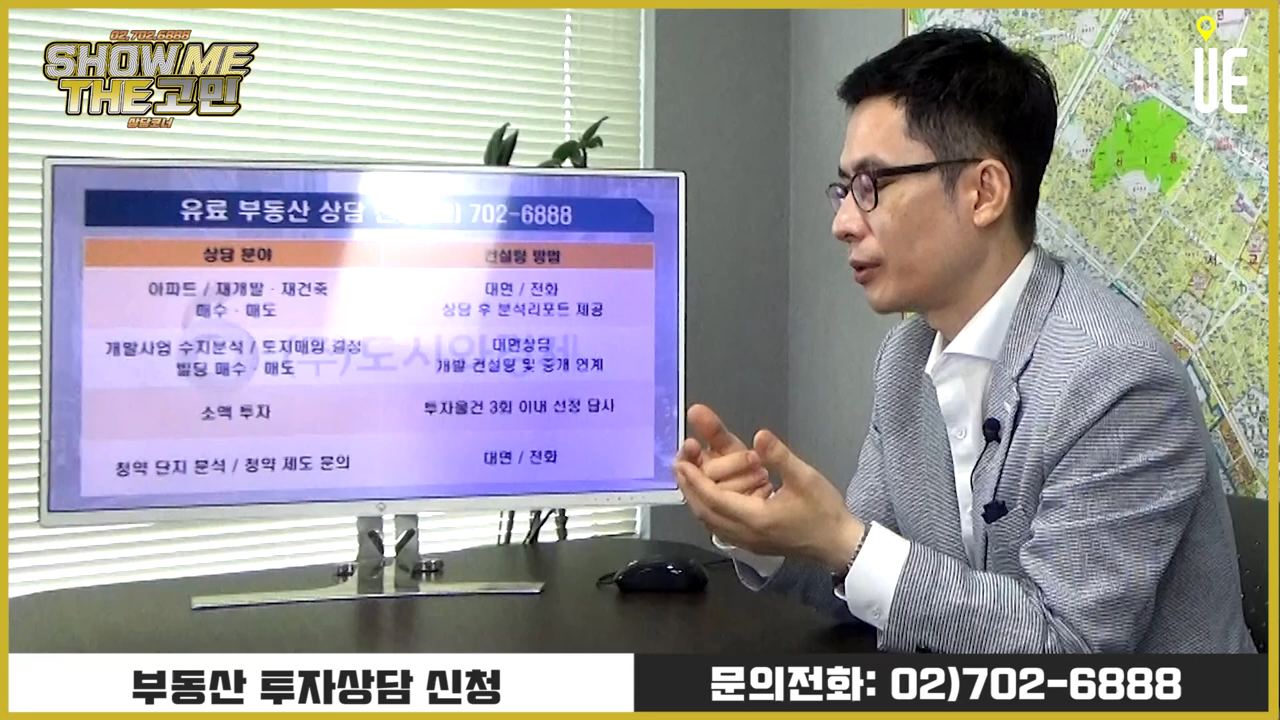 02.702.6888
SHOW ME
THE 고민
상담코너
UE
유료 부동산 상담 702-6888
상담 분야
컨설팅 방법
아파트 / 재개발 · 재건축
매수 · 매도
대면 / 전화
상담 후 분석리포트 제공
개발사업 수지분석 / 토지매입 결정
빌딩 매수 · 매도
대면상담
개발 컨설팅 및 중개 연계
소액 투자
투자물건 3회 이내 선정 답사
청약 단지 분석 / 청약 제도 문의
대면 / 전화
부동산 투자상담 신청
문의전화: 02)702-6888